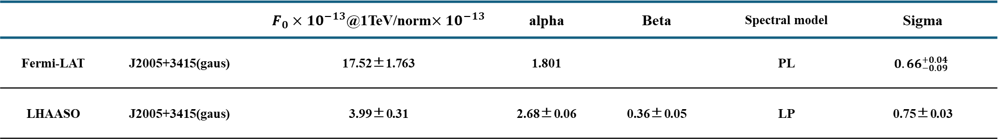 F₀ × 10⁻¹³@1TeV/norm× 10⁻¹³ alpha Beta Spectral model Sigma
Fermi-LAT J2005+3415(gaus) 17.52±1.763 1.801 PL 0.66⁺⁰·⁰⁴₋₀.₀₉
LHAASO J2005+3415(gaus) 3.99±0.31 2.68±0.06 0.36±0.05 LP 0.75±0.03